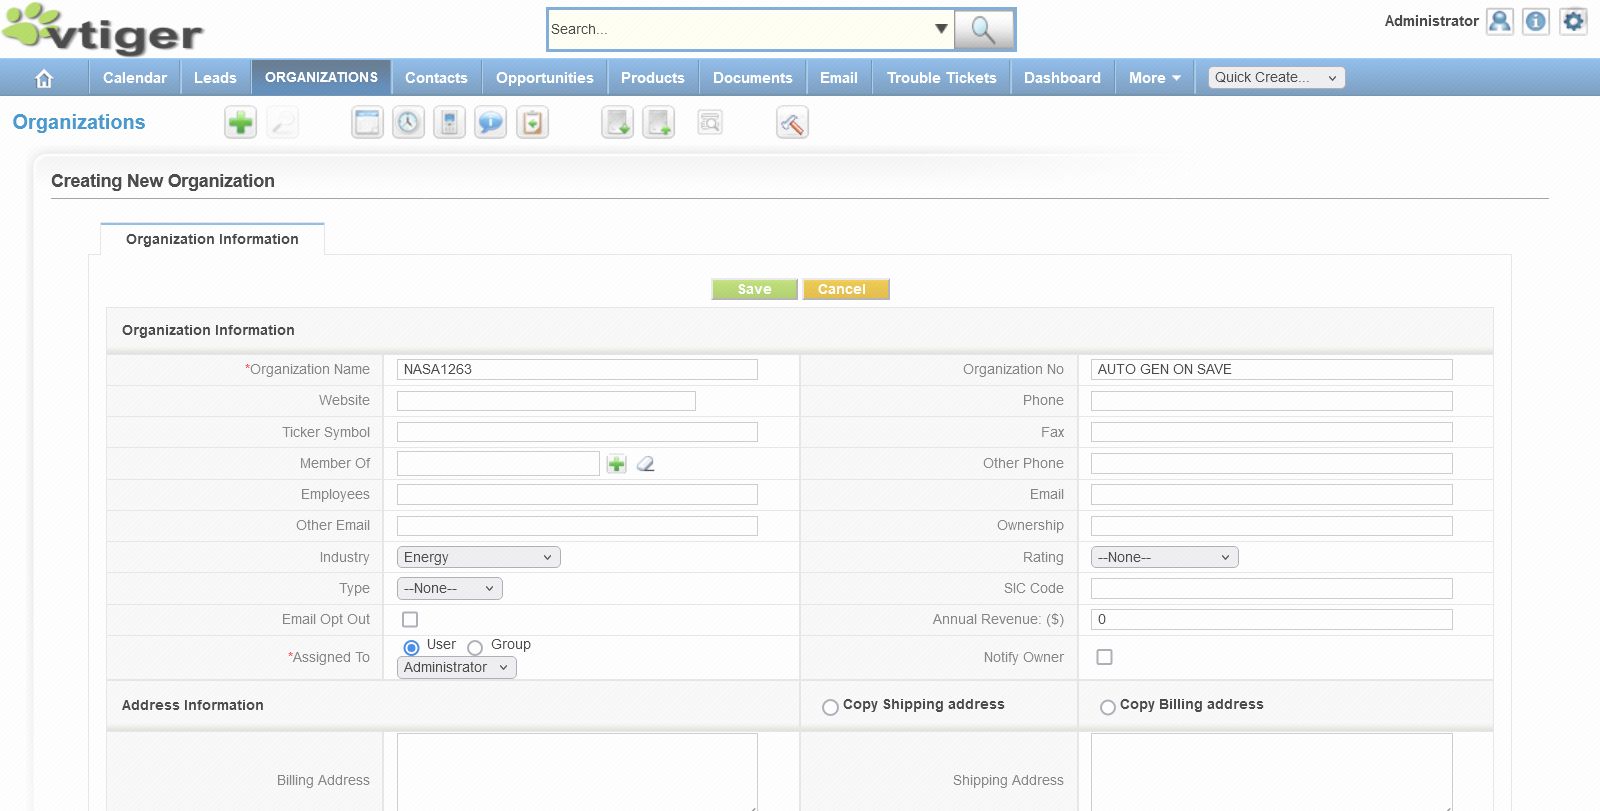 vtiger
Search...
Administrator
Calendar
Leads
ORGANIZATIONS
Contacts
Opportunities
Products
Documents
Email
Trouble Tickets
Dashboard
More
Quick Create...
Organizations
Creating New Organization
Organization Information
Save
Cancel
Organization Information
*Organization Name
NASA1263
Organization No
AUTO GEN ON SAVE
Website
Phone
Ticker Symbol
Fax
Member Of
Other Phone
Employees
Email
Other Email
Ownership
Industry
Energy
Rating
--None--
Type
--None--
SIC Code
Email Opt Out
Annual Revenue: ($)
0
*Assigned To
User
Group
Administrator
Notify Owner
Address Information
Copy Shipping address
Copy Billing address
Billing Address
Shipping Address